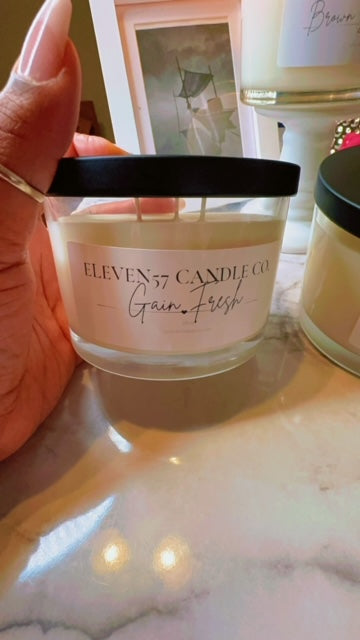 Brown
ELEVEN57 CANDLE CO.
Gain Fresh